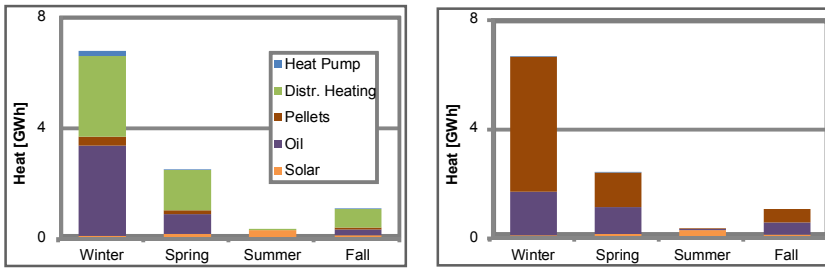 8
4
0
Heat [GWh]
Heat Pump
Distr. Heating
Pellets
Oil
Solar
Winter Spring Summer Fall
8
4
0
Heat [GWh]
Winter Spring Summer Fall